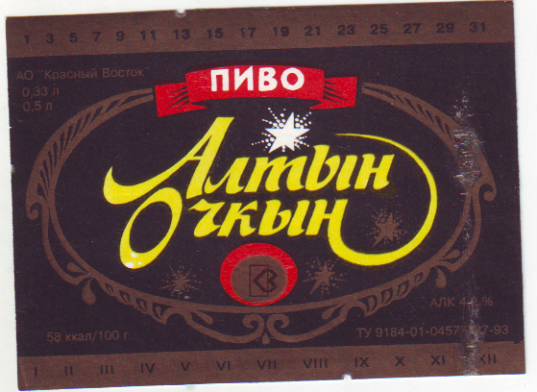 1 3 5 7 9 11 13 15 17 19 21 23 25 27 29 31
АО "Красный Восток
0,33 л
0,5 л
ПИВО
Алтын
Очкын
КВ
АЛК
58 ккал/100 г
I II III IV V VI VII VIII IX X XI XII